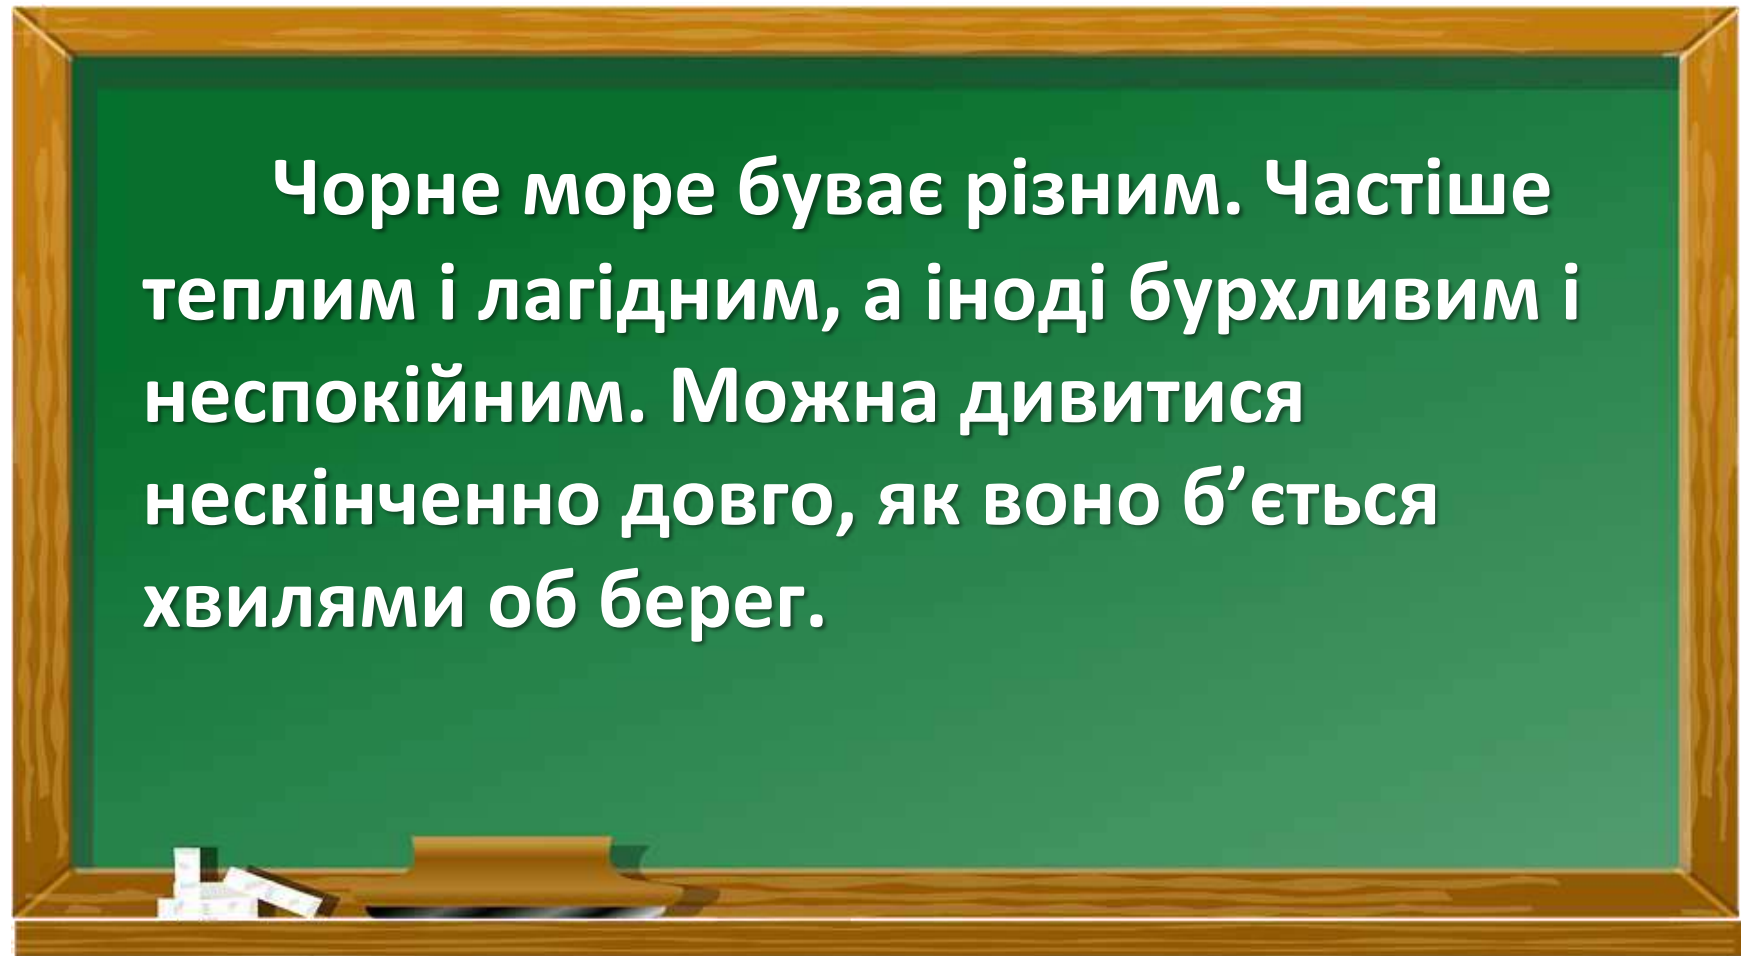 Чорне море буває різним. Частіше
теплим і лагідним, а іноді бурхливим і
неспокійним. Можна дивитися
нескінченно довго, як воно б’ється
хвилями об берег.